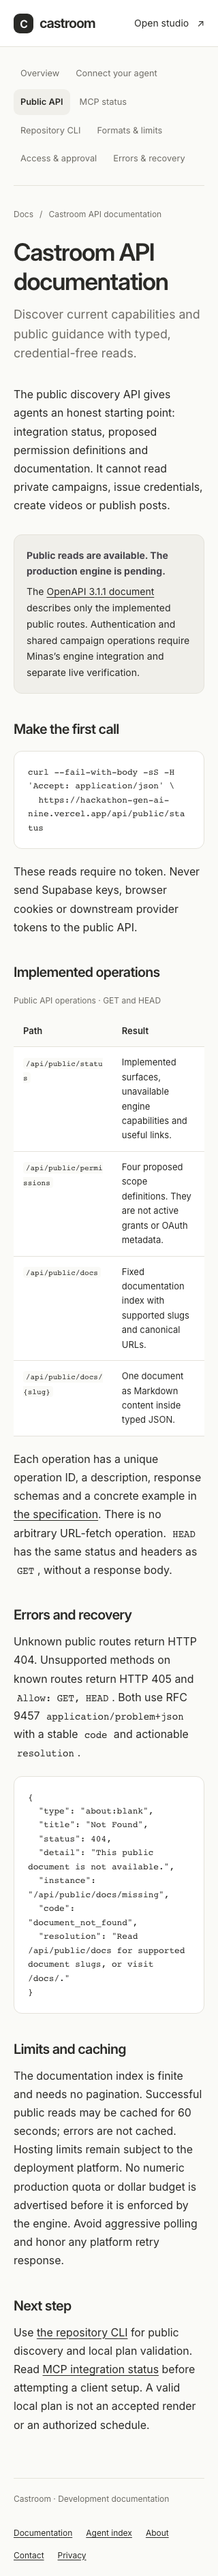 C castroom Open studio ↗
Overview Connect your agent
Public API MCP status
Repository CLI Formats & limits
Access & approval Errors & recovery
Docs / Castroom API documentation
Castroom API
documentation
Discover current capabilities and
public guidance with typed,
credential-free reads.
The public discovery API gives
agents an honest starting point:
integration status, proposed
permission definitions and
documentation. It cannot read
private campaigns, issue credentials,
create videos or publish posts.
Public reads are available. The
production engine is pending.
The OpenAPI 3.1.1 document
describes only the implemented
public routes. Authentication and
shared campaign operations require
Minas’s engine integration and
separate live verification.
Make the first call
curl --fail-with-body -sS -H
'Accept: application/json' \
https://hackathon-gen-ai-
nine.vercel.app/api/public/sta
tus
These reads require no token. Never
send Supabase keys, browser
cookies or downstream provider
tokens to the public API.
Implemented operations
Public API operations · GET and HEAD
Path Result
/api/public/statu
s
Implemented
surfaces,
unavailable
engine
capabilities and
useful links.
/api/public/permi
ssions
Four proposed
scope
definitions. They
are not active
grants or OAuth
metadata.
/api/public/docs
Fixed
documentation
index with
supported slugs
and canonical
URLs.
/api/public/docs/
{slug}
One document
as Markdown
content inside
typed JSON.
Each operation has a unique
operation ID, a description, response
schemas and a concrete example in
the specification. There is no
arbitrary URL-fetch operation. HEAD
has the same status and headers as
GET , without a response body.
Errors and recovery
Unknown public routes return HTTP
404. Unsupported methods on
known routes return HTTP 405 and
Allow: GET, HEAD . Both use RFC
9457 application/problem+json
with a stable code and actionable
resolution .
{
"type": "about:blank",
"title": "Not Found",
"status": 404,
"detail": "This public
document is not available.",
"instance":
"/api/public/docs/missing",
"code":
"document_not_found",
"resolution": "Read
/api/public/docs for supported
document slugs, or visit
/docs/."
}
Limits and caching
The documentation index is finite
and needs no pagination. Successful
public reads may be cached for 60
seconds; errors are not cached.
Hosting limits remain subject to the
deployment platform. No numeric
production quota or dollar budget is
advertised before it is enforced by
the engine. Avoid aggressive polling
and honor any platform retry
response.
Next step
Use the repository CLI for public
discovery and local plan validation.
Read MCP integration status before
attempting a client setup. A valid
local plan is not an accepted render
or an authorized schedule.
Castroom · Development documentation
Documentation Agent index About
Contact Privacy